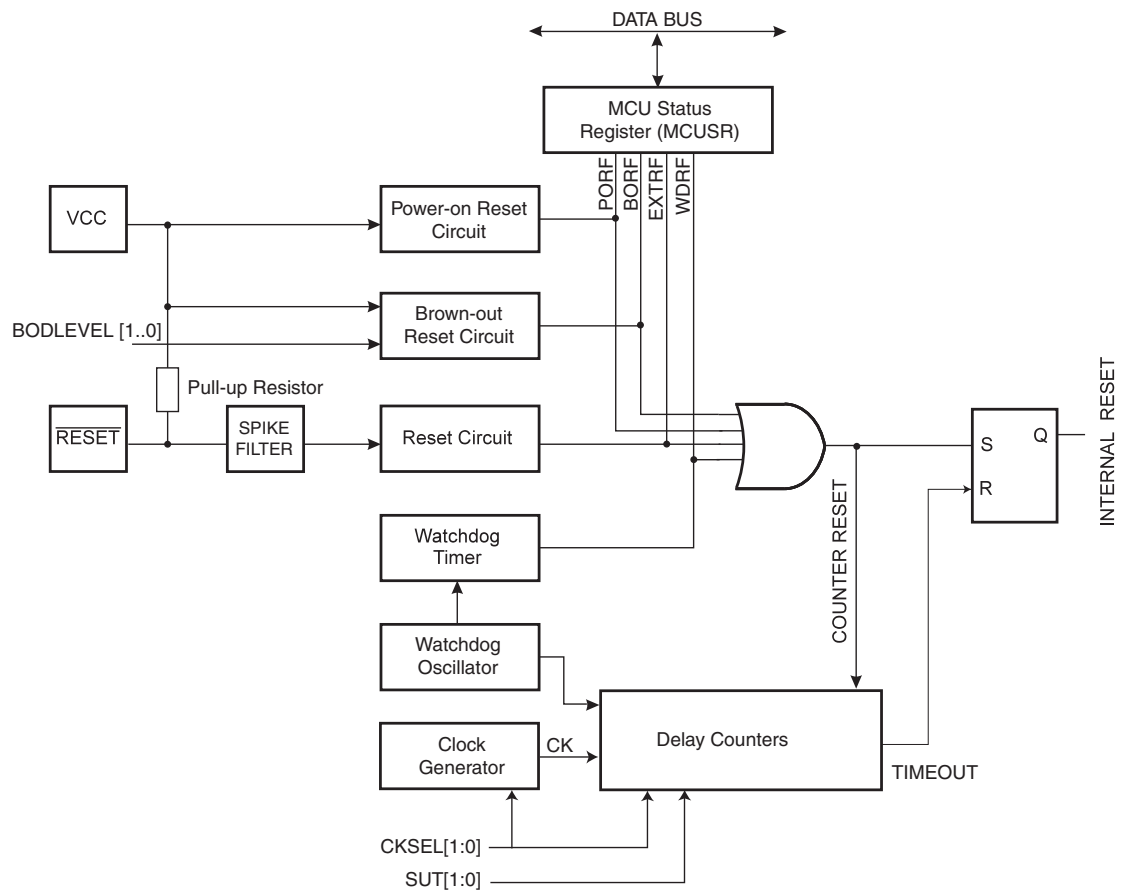 DATA BUS
MCU Status
Register (MCUSR)
PORF
BORF
EXTRF
WDRF
VCC
Power-on Reset
Circuit
Brown-out
Reset Circuit
BODLEVEL [1..0]
Pull-up Resistor
RESET
SPIKE
FILTER
Reset Circuit
S
Q
R
INTERNAL RESET
Watchdog
Timer
COUNTER RESET
Watchdog
Oscillator
Clock
Generator
CK
Delay Counters
TIMEOUT
CKSEL[1:0]
SUT[1:0]